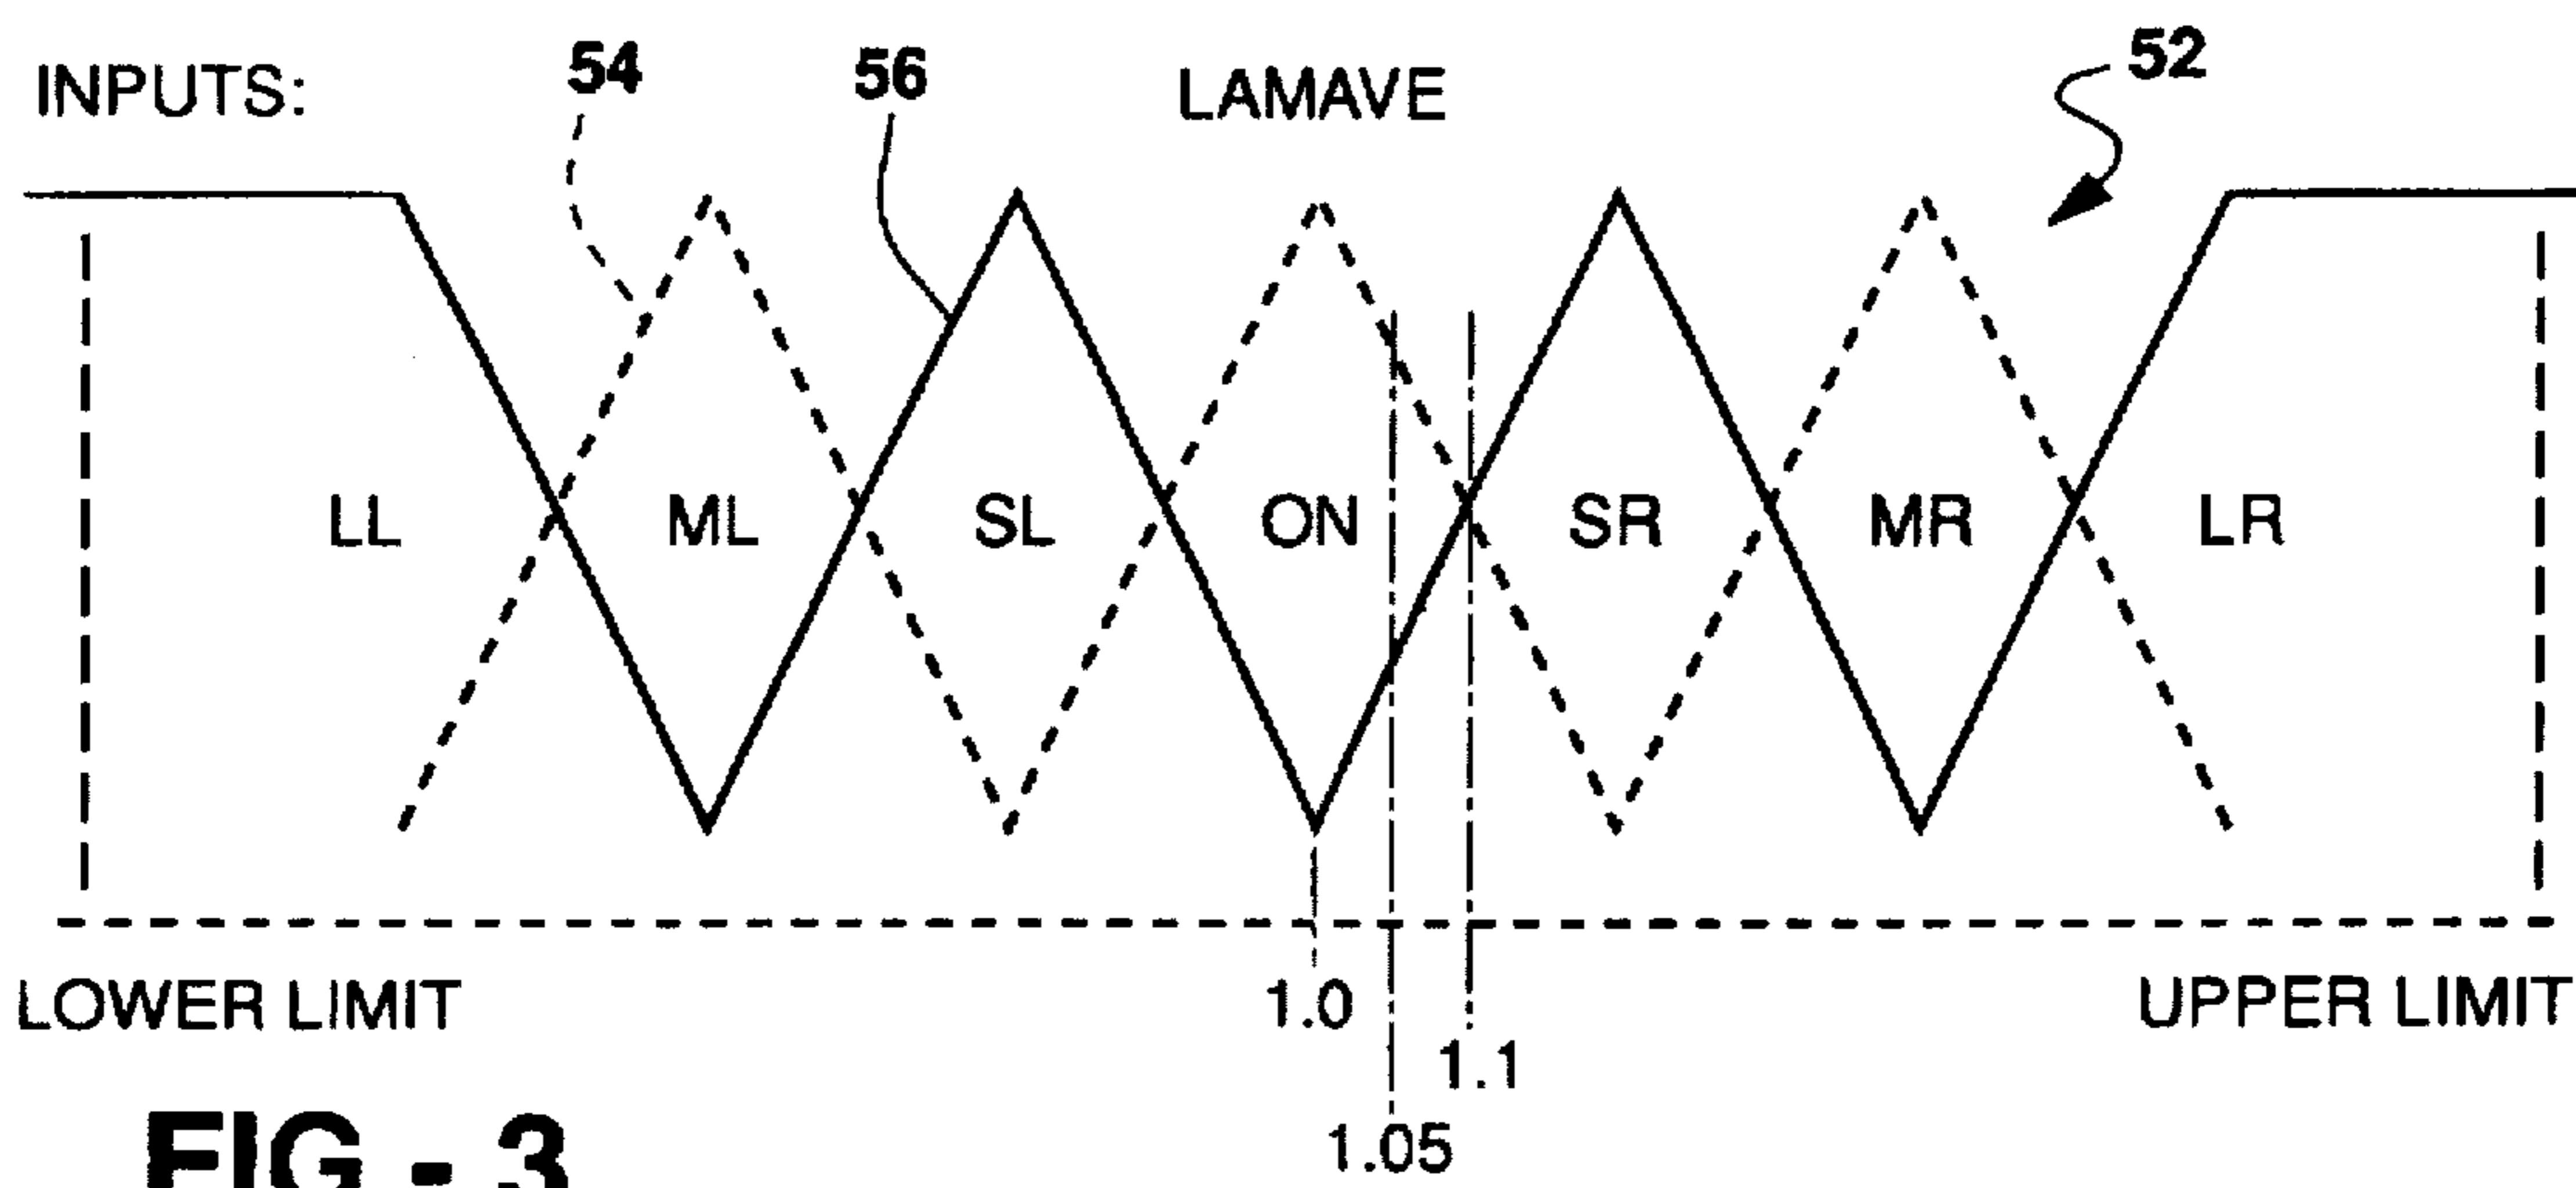 INPUTS: 54 56 LAMAVE 52
LL ML SL ON SR MR LR
LOWER LIMIT 1.0 UPPER LIMIT
1.1
1.05
FIG - 3